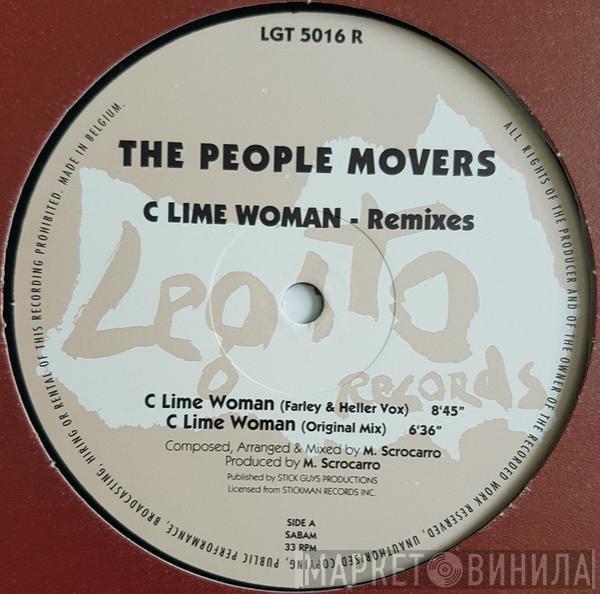 LGT 5016 R
THE PEOPLE MOVERS
C LIME WOMAN - Remixes
Legato
records
C Lime Woman (Farley & Heller Vox) 8'45"
C Lime Woman (Original Mix) 6'36"
Composed, Arranged & Mixed by M. Scrocarro
Produced by M. Scrocarro
Published by STICK GUYS PRODUCTIONS
Licensed from STICKMAN RECORDS INC.
SIDE A
SABAM
33 RPM
ALL RIGHTS OF THE PRODUCER AND OF THE OWNER OF THE RECORDED WORK RESERVED, UNAUTHORISED COPYING, PUBLIC PERFORMANCE, BROADCASTING, HIRING OR RENTAL OF THIS RECORDING PROHIBITED. MADE IN BELGIUM.
МАРКЕТ ВИНИЛА